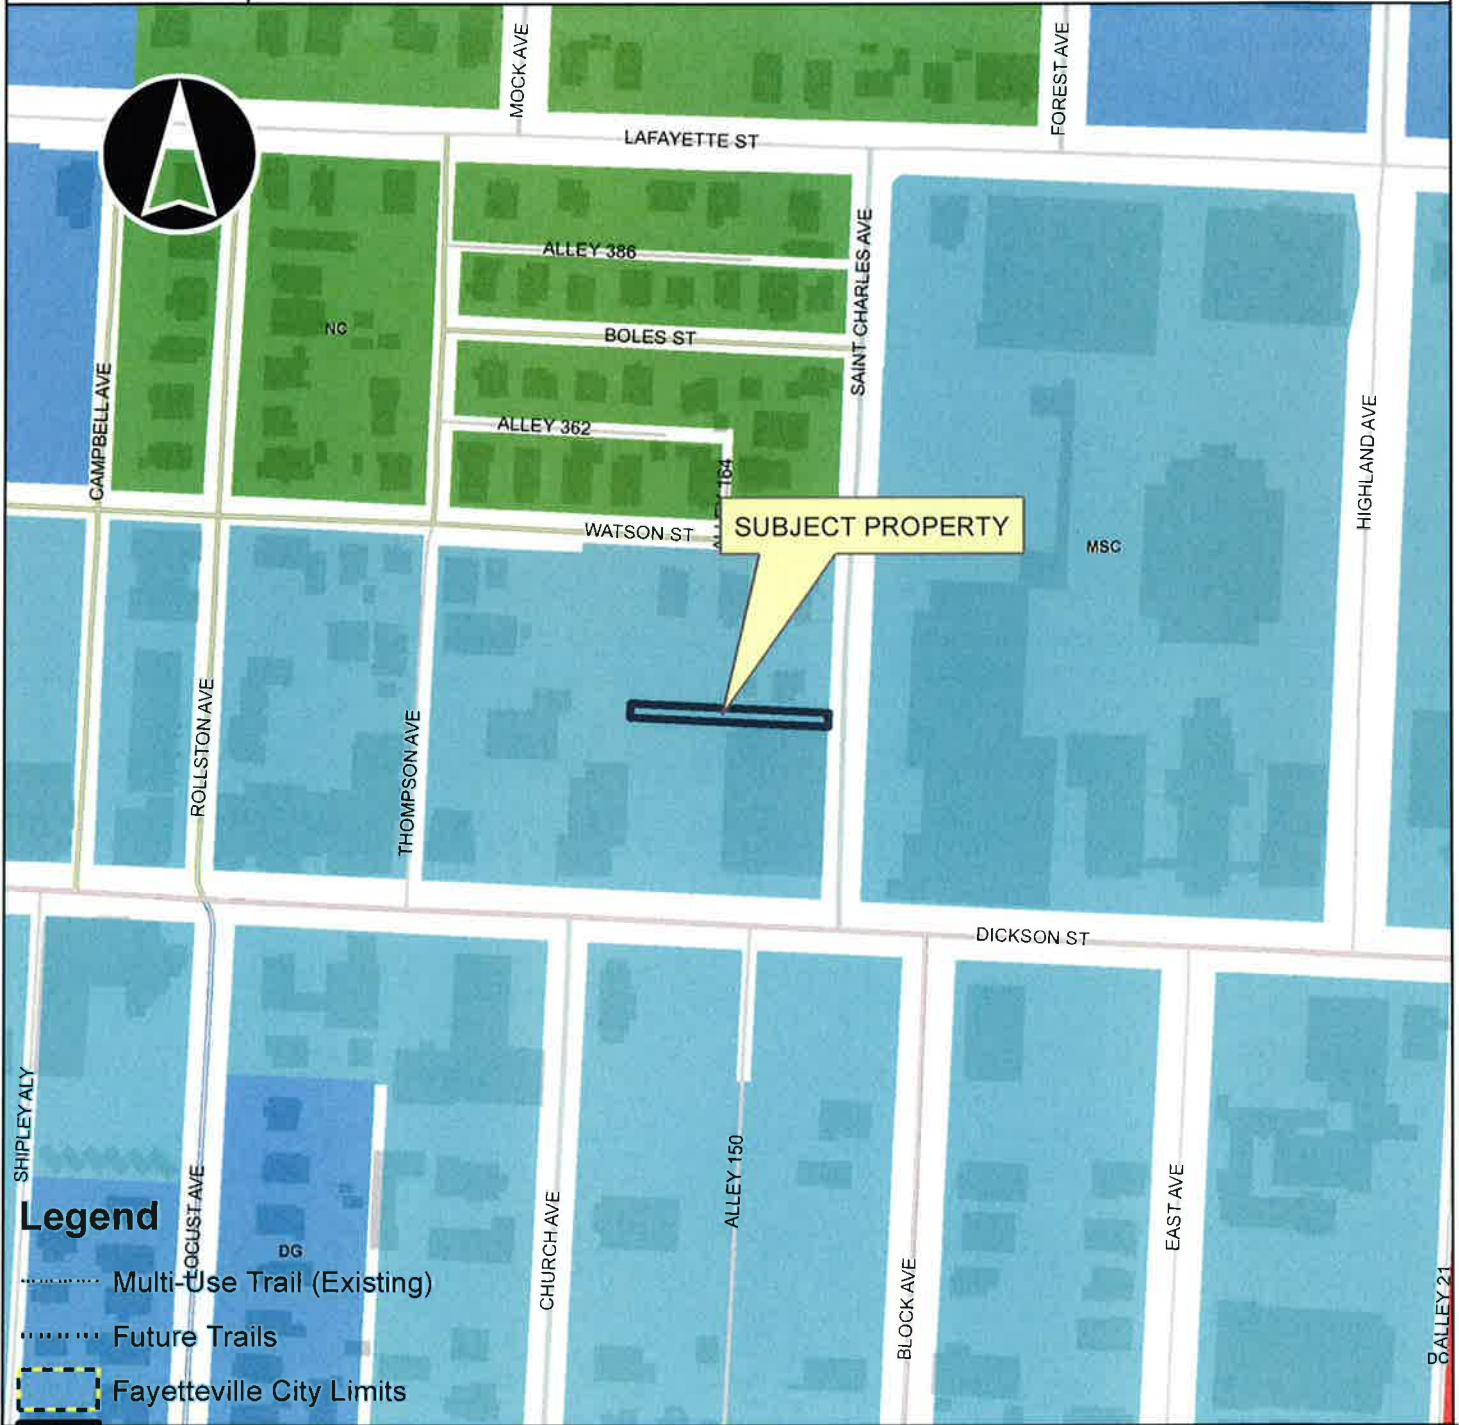 MOCK AVE
FOREST AVE
LAFAYETTE ST
ALLEY 386
SAINT CHARLES AVE
NC
BOLES ST
CAMPBELL AVE
ALLEY 362
HIGHLAND AVE
ALLEY 164
WATSON ST
SUBJECT PROPERTY
MSC
ROLLSTON AVE
THOMPSON AVE
DICKSON ST
SHIPLEY ALY
LOCUST AVE
ALLEY 150
CHURCH AVE
EAST AVE
BLOCK AVE
DG
ALLEY 21
DC
Legend
Multi-Use Trail (Existing)
Future Trails
Fayetteville City Limits